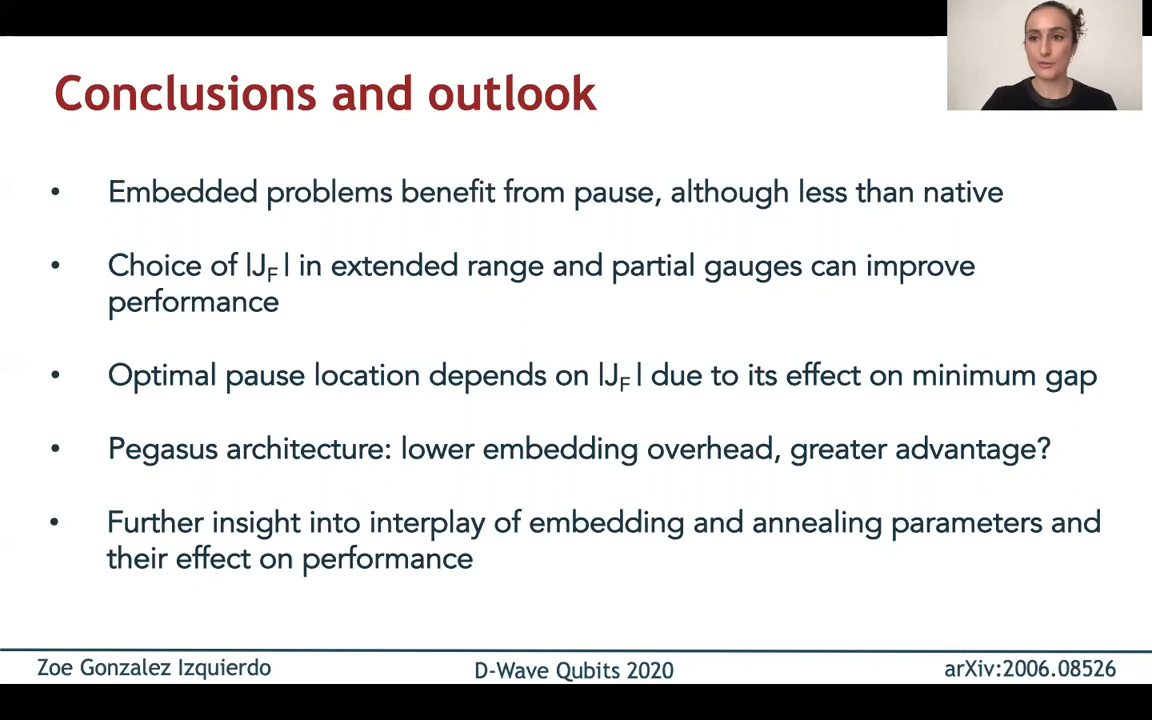 Conclusions and outlook
• Embedded problems benefit from pause, although less than native
• Choice of |J_F| in extended range and partial gauges can improve
performance
• Optimal pause location depends on |J_F| due to its effect on minimum gap
• Pegasus architecture: lower embedding overhead, greater advantage?
• Further insight into interplay of embedding and annealing parameters and
their effect on performance
Zoe Gonzalez Izquierdo
D-Wave Qubits 2020
arXiv:2006.08526